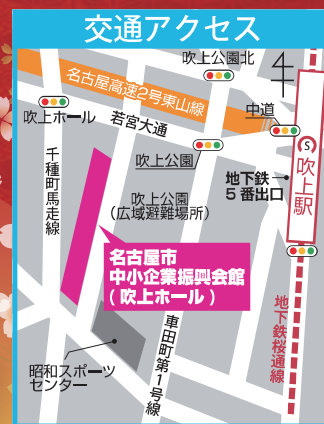 交通アクセス
吹上公園北
名古屋高速2号東山線
中道
吹上ホール
若宮大通
吹上公園
千種町馬走線
吹上公園
(広域避難場所)
地下鉄
5番出口
S
吹上駅
名古屋市
中小企業振興会館
(吹上ホール)
地下鉄桜通線
車田町第1号線
昭和スポーツ
センター